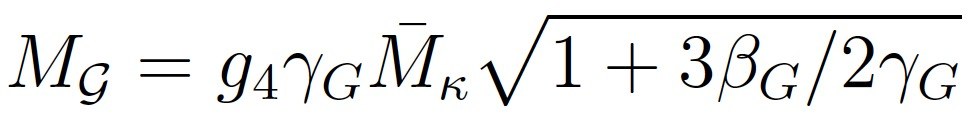 $M_{\mathcal{G}} = g_4 \gamma_G \bar{M}_\kappa \sqrt{1 + 3\beta_G / 2\gamma_G}$